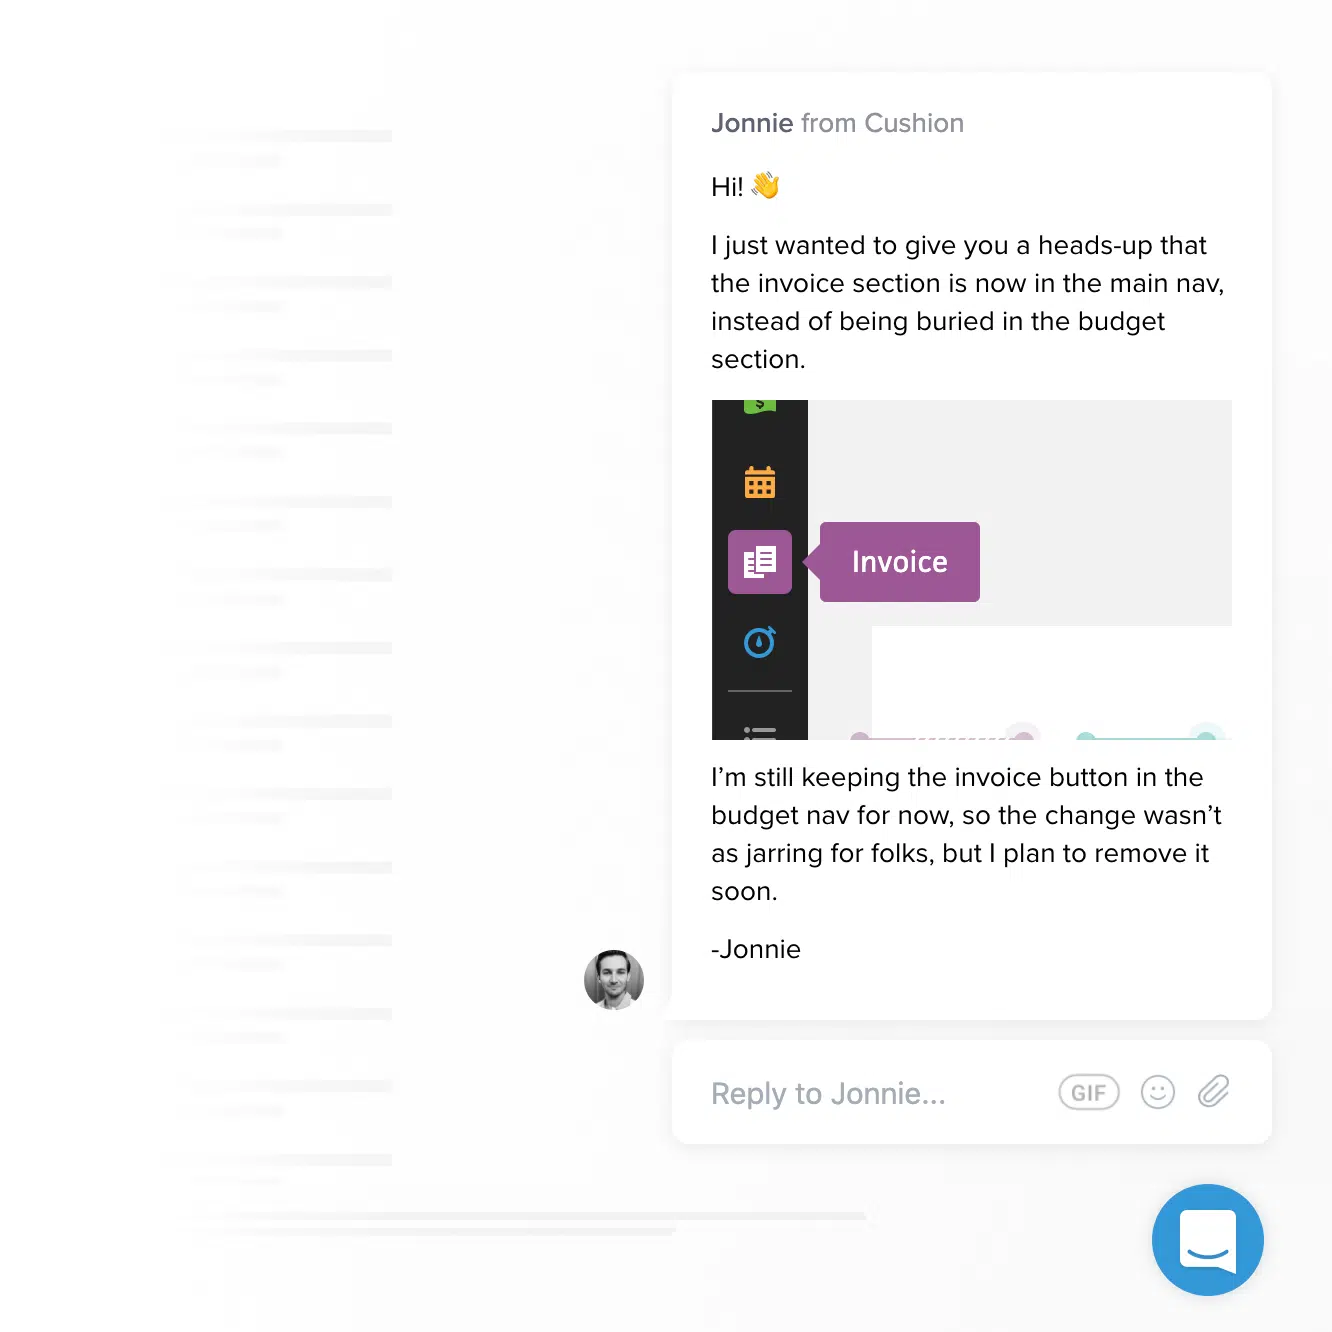 Jonnie from Cushion
Hi! 👋
I just wanted to give you a heads-up that
the invoice section is now in the main nav,
instead of being buried in the budget
section.
$
Invoice
I’m still keeping the invoice button in the
budget nav for now, so the change wasn’t
as jarring for folks, but I plan to remove it
soon.
-Jonnie
Reply to Jonnie...
GIF